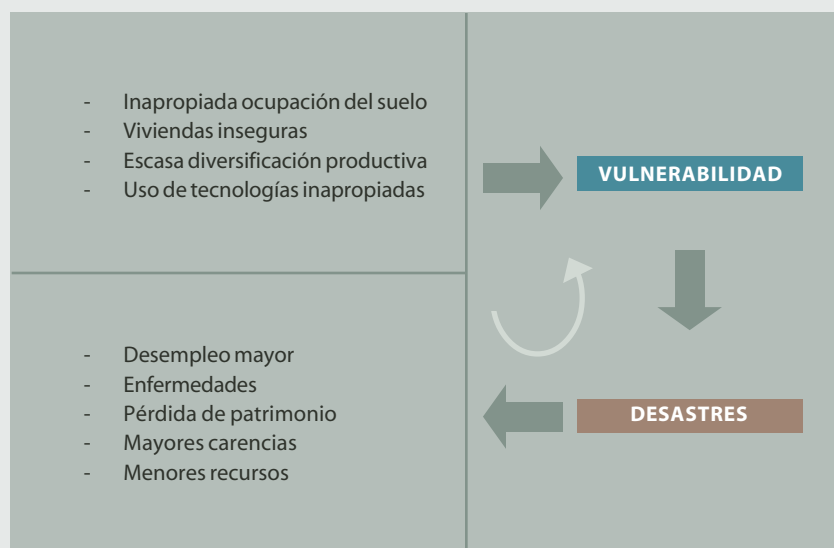 - Inapropiada ocupación del suelo
- Viviendas inseguras
- Escasa diversificación productiva
- Uso de tecnologías inapropiadas
VULNERABILIDAD
- Desempleo mayor
- Enfermedades
- Pérdida de patrimonio
- Mayores carencias
- Menores recursos
DESASTRES